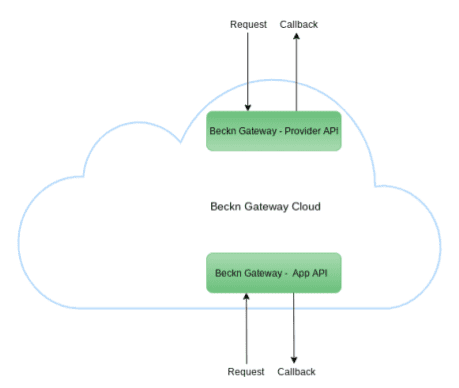 Request Callback
Beckn Gateway - Provider API
Beckn Gateway Cloud
Beckn Gateway - App API
Request Callback